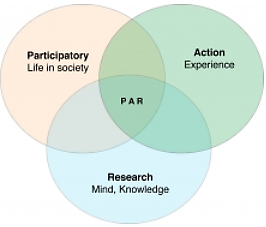 Participatory
Life in society
Action
Experience
P A R
Research
Mind, Knowledge